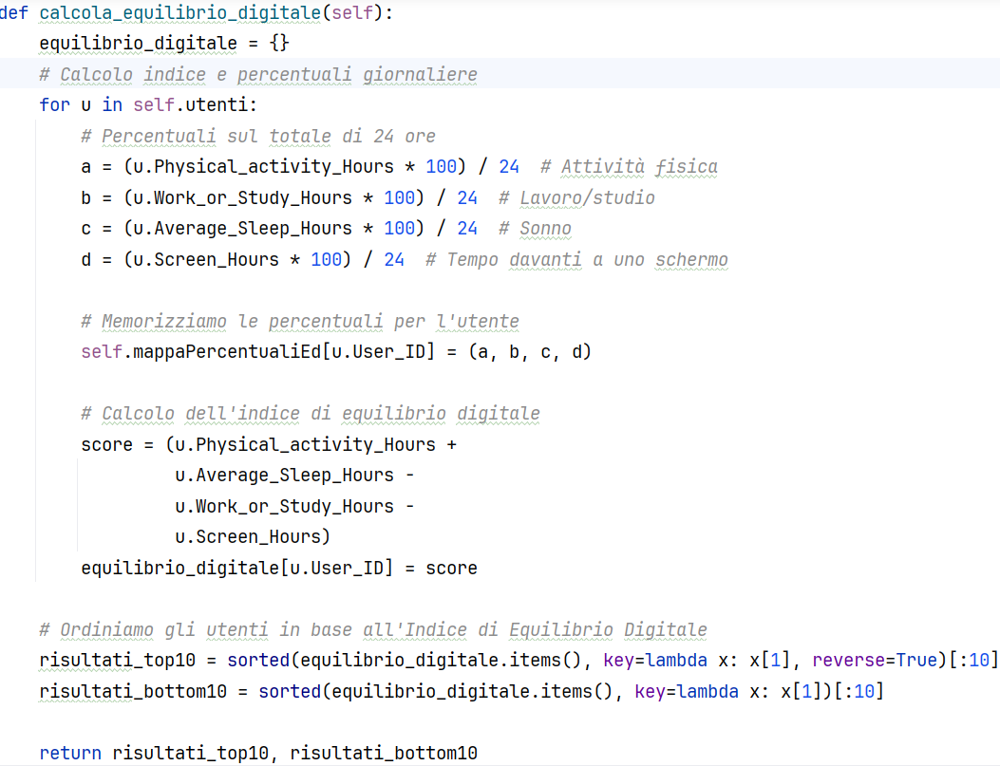 def calcola_equilibrio_digitale(self):
    equilibrio_digitale = {}
    # Calcolo indice e percentuali giornaliere
    for u in self.utenti:
        # Percentuali sul totale di 24 ore
        a = (u.Physical_activity_Hours * 100) / 24  # Attività fisica
        b = (u.Work_or_Study_Hours * 100) / 24  # Lavoro/studio
        c = (u.Average_Sleep_Hours * 100) / 24  # Sonno
        d = (u.Screen_Hours * 100) / 24  # Tempo davanti a uno schermo

        # Memorizziamo le percentuali per l'utente
        self.mappaPercentualiEd[u.User_ID] = (a, b, c, d)

        # Calcolo dell'indice di equilibrio digitale
        score = (u.Physical_activity_Hours +
                 u.Average_Sleep_Hours -
                 u.Work_or_Study_Hours -
                 u.Screen_Hours)
        equilibrio_digitale[u.User_ID] = score

    # Ordiniamo gli utenti in base all'Indice di Equilibrio Digitale
    risultati_top10 = sorted(equilibrio_digitale.items(), key=lambda x: x[1], reverse=True)[:10]
    risultati_bottom10 = sorted(equilibrio_digitale.items(), key=lambda x: x[1])[:10]

    return risultati_top10, risultati_bottom10